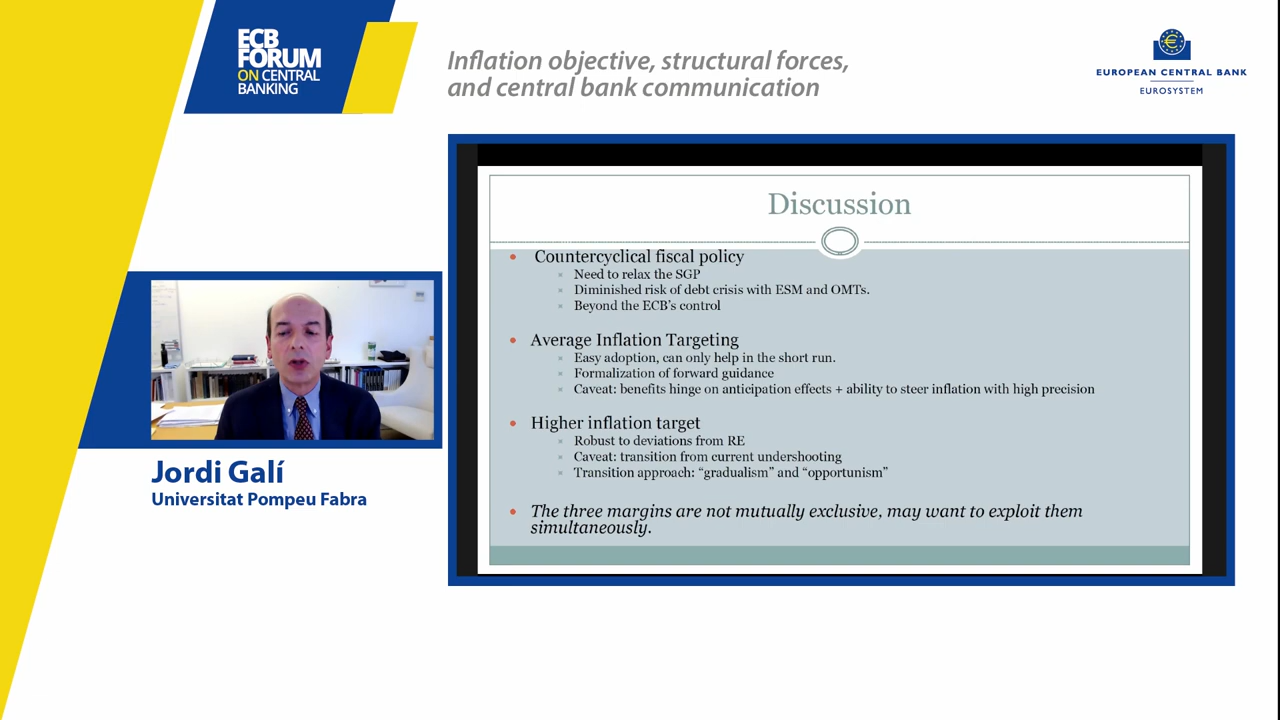 ECB
FORUM
ON CENTRAL
BANKING
Inflation objective, structural forces,
and central bank communication
EUROPEAN CENTRAL BANK
EUROSYSTEM
Discussion
Countercyclical fiscal policy
Need to relax the SGP
Diminished risk of debt crisis with ESM and OMTs.
Beyond the ECB's control
Average Inflation Targeting
Easy adoption, can only help in the short run.
Formalization of forward guidance
Caveat: benefits hinge on anticipation effects + ability to steer inflation with high precision
Higher inflation target
Robust to deviations from RE
Caveat: transition from current undershooting
Transition approach: “gradualism” and “opportunism”
The three margins are not mutually exclusive, may want to exploit them
simultaneously.
Jordi Galí
Universitat Pompeu Fabra